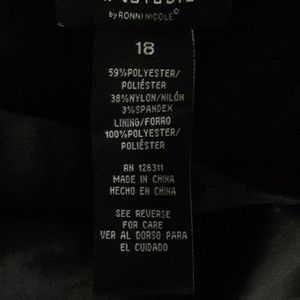 by RONNI NICOLE©
18
59%POLYESTER/
POLIÉSTER
38%NYLON/NILÓN
3%SPANDEX
LINING/FORRO
100%POLYESTER/
POLIÉSTER
RN 126311
MADE IN CHINA
HECHO EN CHINA
SEE REVERSE
FOR CARE
VER AL DORSO PARA
EL CUIDADO